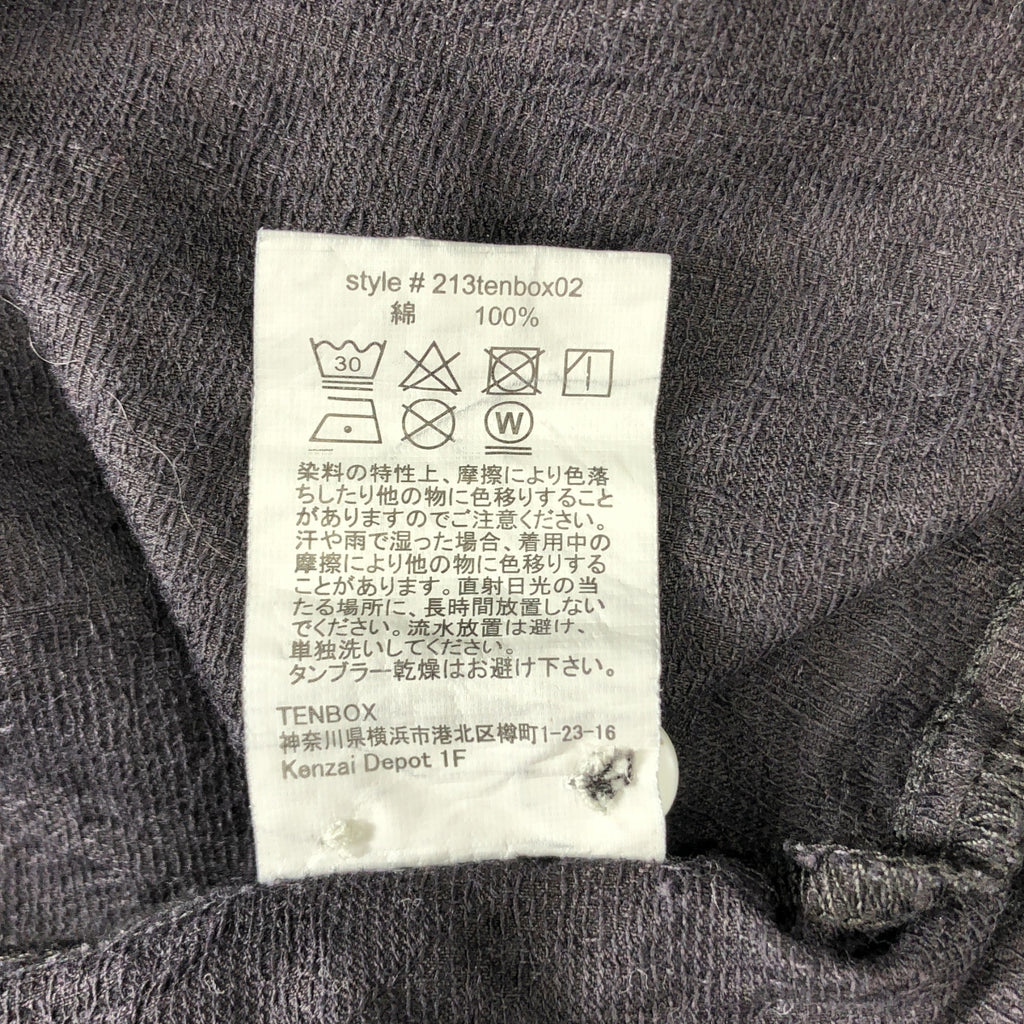 style # 213tenbox02
綿 100%
30
W
染料の特性上、摩擦により色落
ちしたり他の物に色移りすること
がありますのでご注意ください。
汗や雨で湿った場合、着用中の
摩擦により他の物に色移りする
ことがあります。直射日光の当
たる場所に、長時間放置しない
でください。流水放置は避け、
単独洗いしてください。
タンブラー乾燥はお避け下さい。
TENBOX
神奈川県横浜市港北区樽町1-23-16
Kenzai Depot 1F